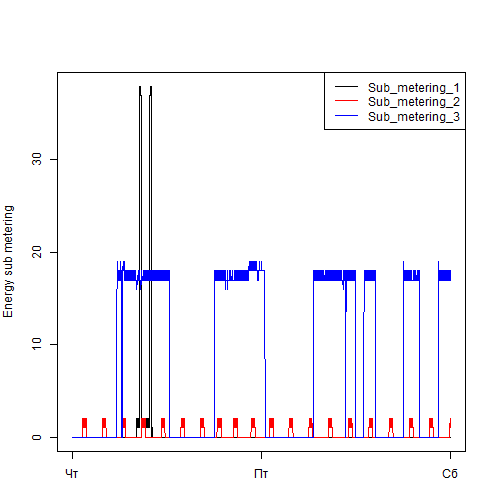 Sub_metering_1
Sub_metering_2
Sub_metering_3
Energy sub metering
30
20
10
0
Чт Пт Сб